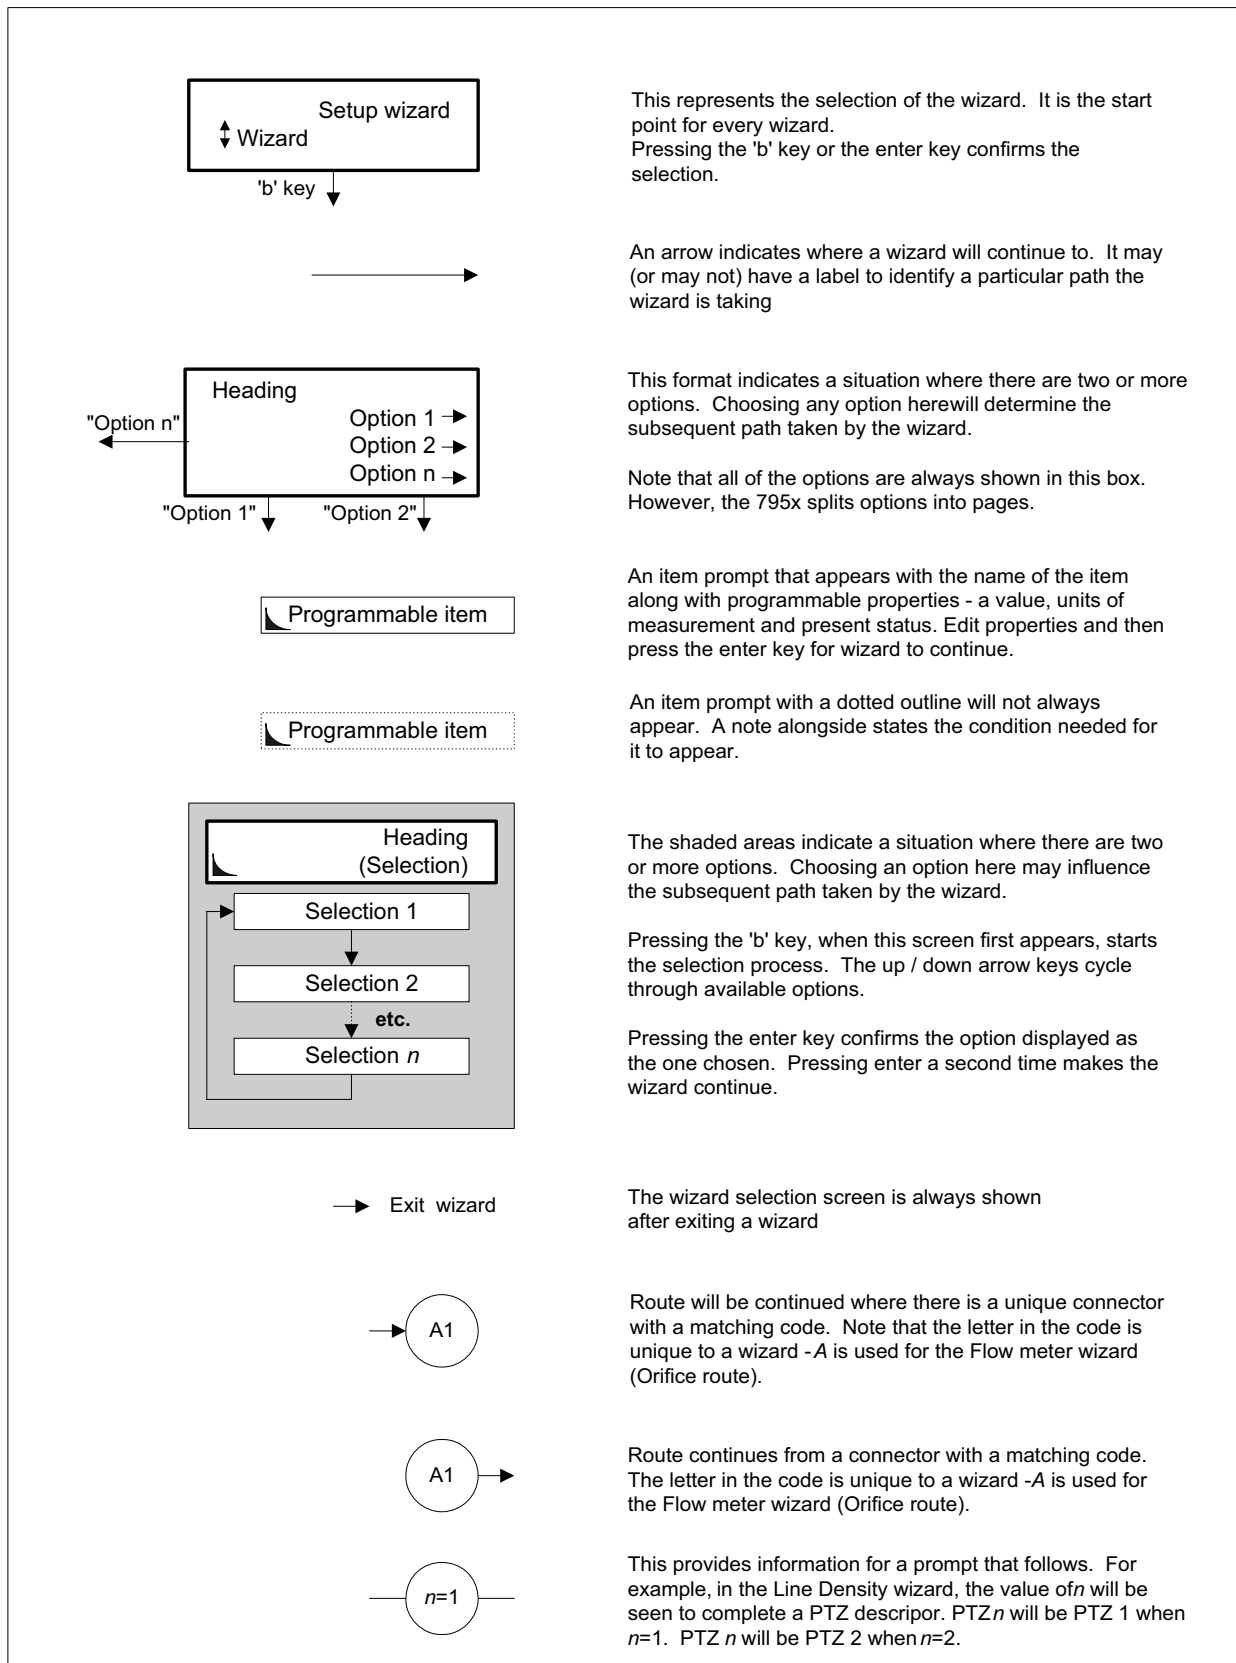 Setup wizard
Wizard
'b' key
This represents the selection of the wizard. It is the start
point for every wizard.
Pressing the 'b' key or the enter key confirms the
selection.
An arrow indicates where a wizard will continue to. It may
(or may not) have a label to identify a particular path the
wizard is taking
Heading
Option 1
Option 2
Option n
"Option n"
"Option 1"
"Option 2"
This format indicates a situation where there are two or more
options. Choosing any option herewill determine the
subsequent path taken by the wizard.
Note that all of the options are always shown in this box.
However, the 795x splits options into pages.
Programmable item
An item prompt that appears with the name of the item
along with programmable properties - a value, units of
measurement and present status. Edit properties and then
press the enter key for wizard to continue.
Programmable item
An item prompt with a dotted outline will not always
appear. A note alongside states the condition needed for
it to appear.
Heading
(Selection)
Selection 1
Selection 2
etc.
Selection n
The shaded areas indicate a situation where there are two
or more options. Choosing an option here may influence
the subsequent path taken by the wizard.
Pressing the 'b' key, when this screen first appears, starts
the selection process. The up / down arrow keys cycle
through available options.
Pressing the enter key confirms the option displayed as
the one chosen. Pressing enter a second time makes the
wizard continue.
Exit wizard
The wizard selection screen is always shown
after exiting a wizard
A1
Route will be continued where there is a unique connector
with a matching code. Note that the letter in the code is
unique to a wizard - A is used for the Flow meter wizard
(Orifice route).
A1
Route continues from a connector with a matching code.
The letter in the code is unique to a wizard -A is used for
the Flow meter wizard (Orifice route).
n=1
This provides information for a prompt that follows. For
example, in the Line Density wizard, the value of n will be
seen to complete a PTZ descripor. PTZ n will be PTZ 1 when
n=1. PTZ n will be PTZ 2 when n=2.